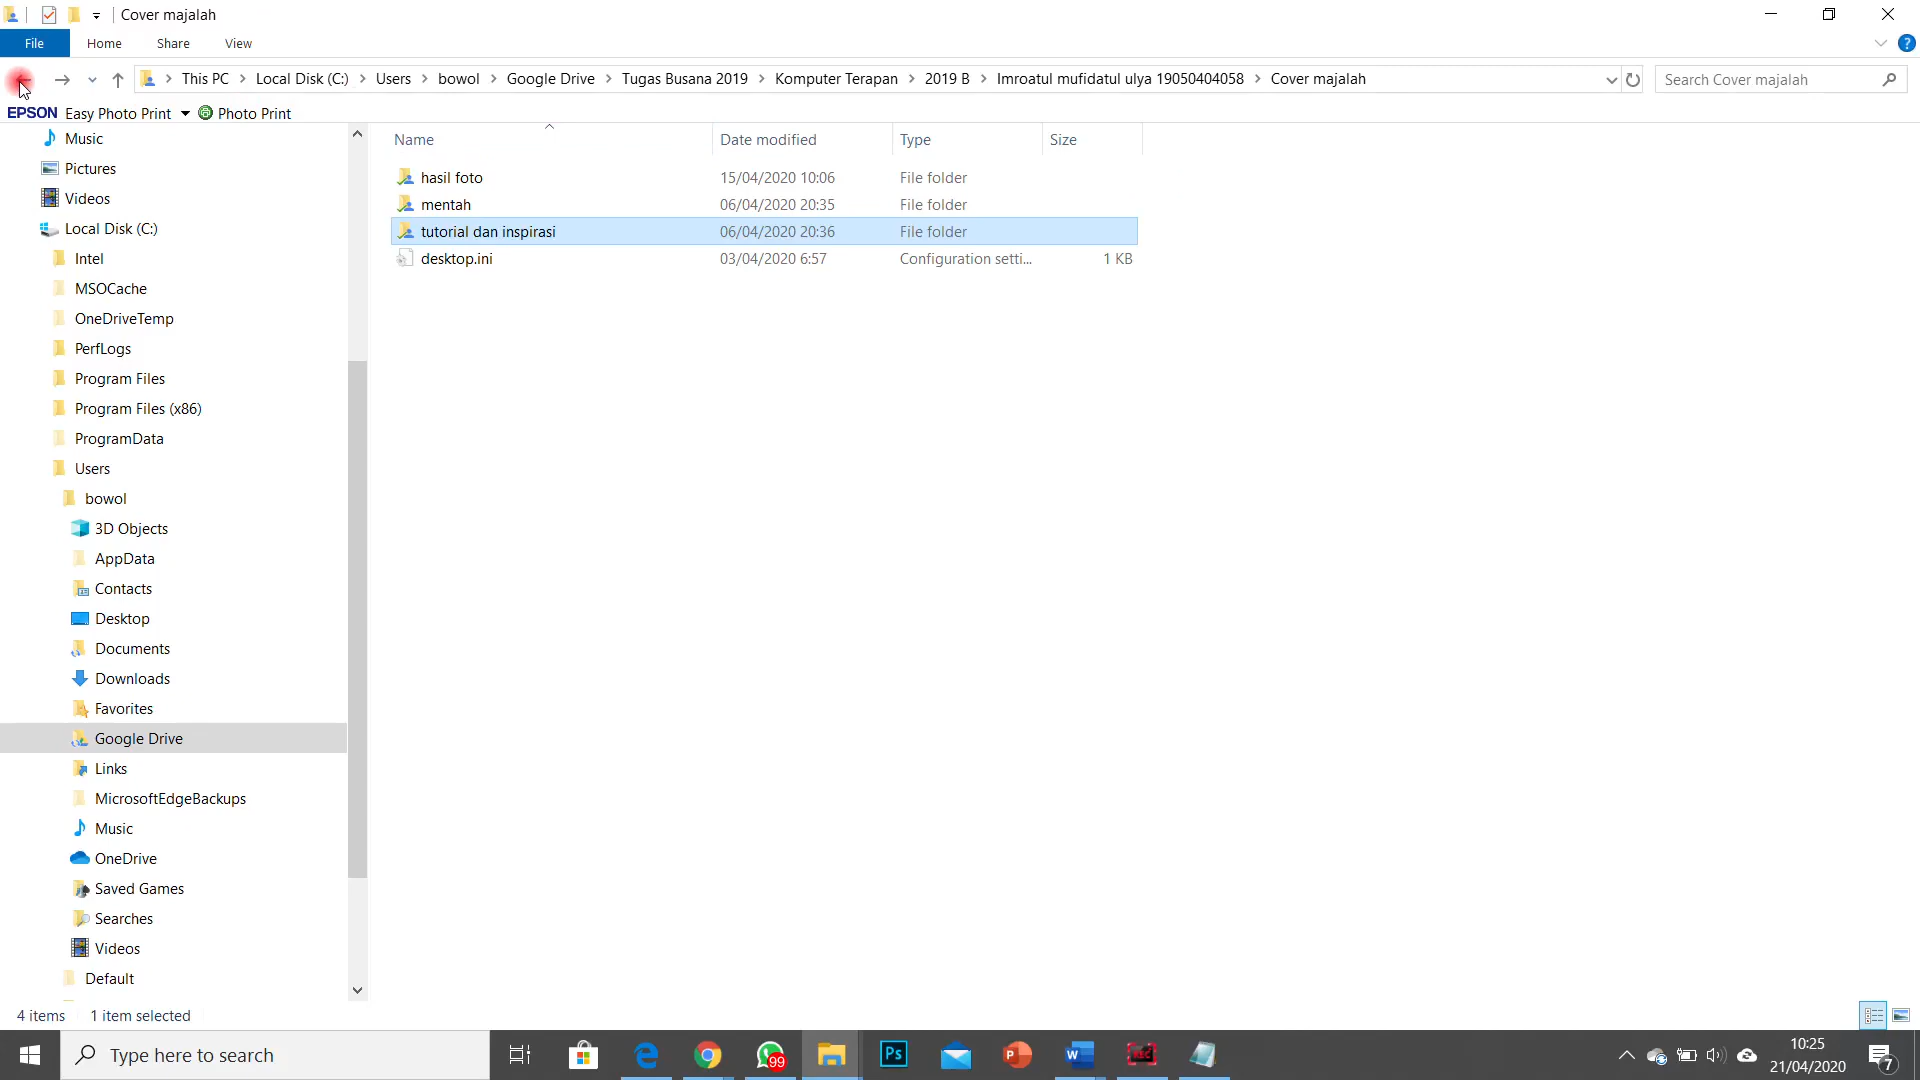 Cover majalah
File Home Share View
This PC Local Disk (C:) Users bowol Google Drive Tugas Busana 2019 Komputer Terapan 2019 B Imroatul mufidatul ulya 19050404058 Cover majalah
Search Cover majalah
EPSON Easy Photo Print Photo Print
Music
Pictures
Videos
Local Disk (C:)
Intel
MSOCache
OneDriveTemp
PerfLogs
Program Files
Program Files (x86)
ProgramData
Users
bowol
3D Objects
AppData
Contacts
Desktop
Documents
Downloads
Favorites
Google Drive
Links
MicrosoftEdgeBackups
Music
OneDrive
Saved Games
Searches
Videos
Default
Name Date modified Type Size
hasil foto 15/04/2020 10:06 File folder
mentah 06/04/2020 20:35 File folder
tutorial dan inspirasi 06/04/2020 20:36 File folder
desktop.ini 03/04/2020 6:57 Configuration setti... 1 KB
4 items 1 item selected
Type here to search
99
Ps
P
W
REC
10:25
21/04/2020
7